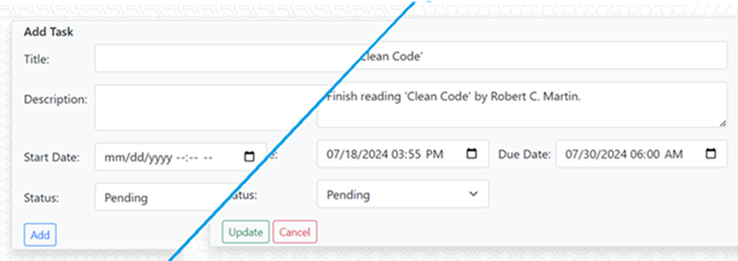 Add Task
Title:
Clean Code'
Description:
Finish reading 'Clean Code' by Robert C. Martin.
Start Date: mm/dd/yyyy --:-- --
07/18/2024 03:55 PM Due Date: 07/30/2024 06:00 AM
Status: Pending
atus: Pending
Add
Update Cancel